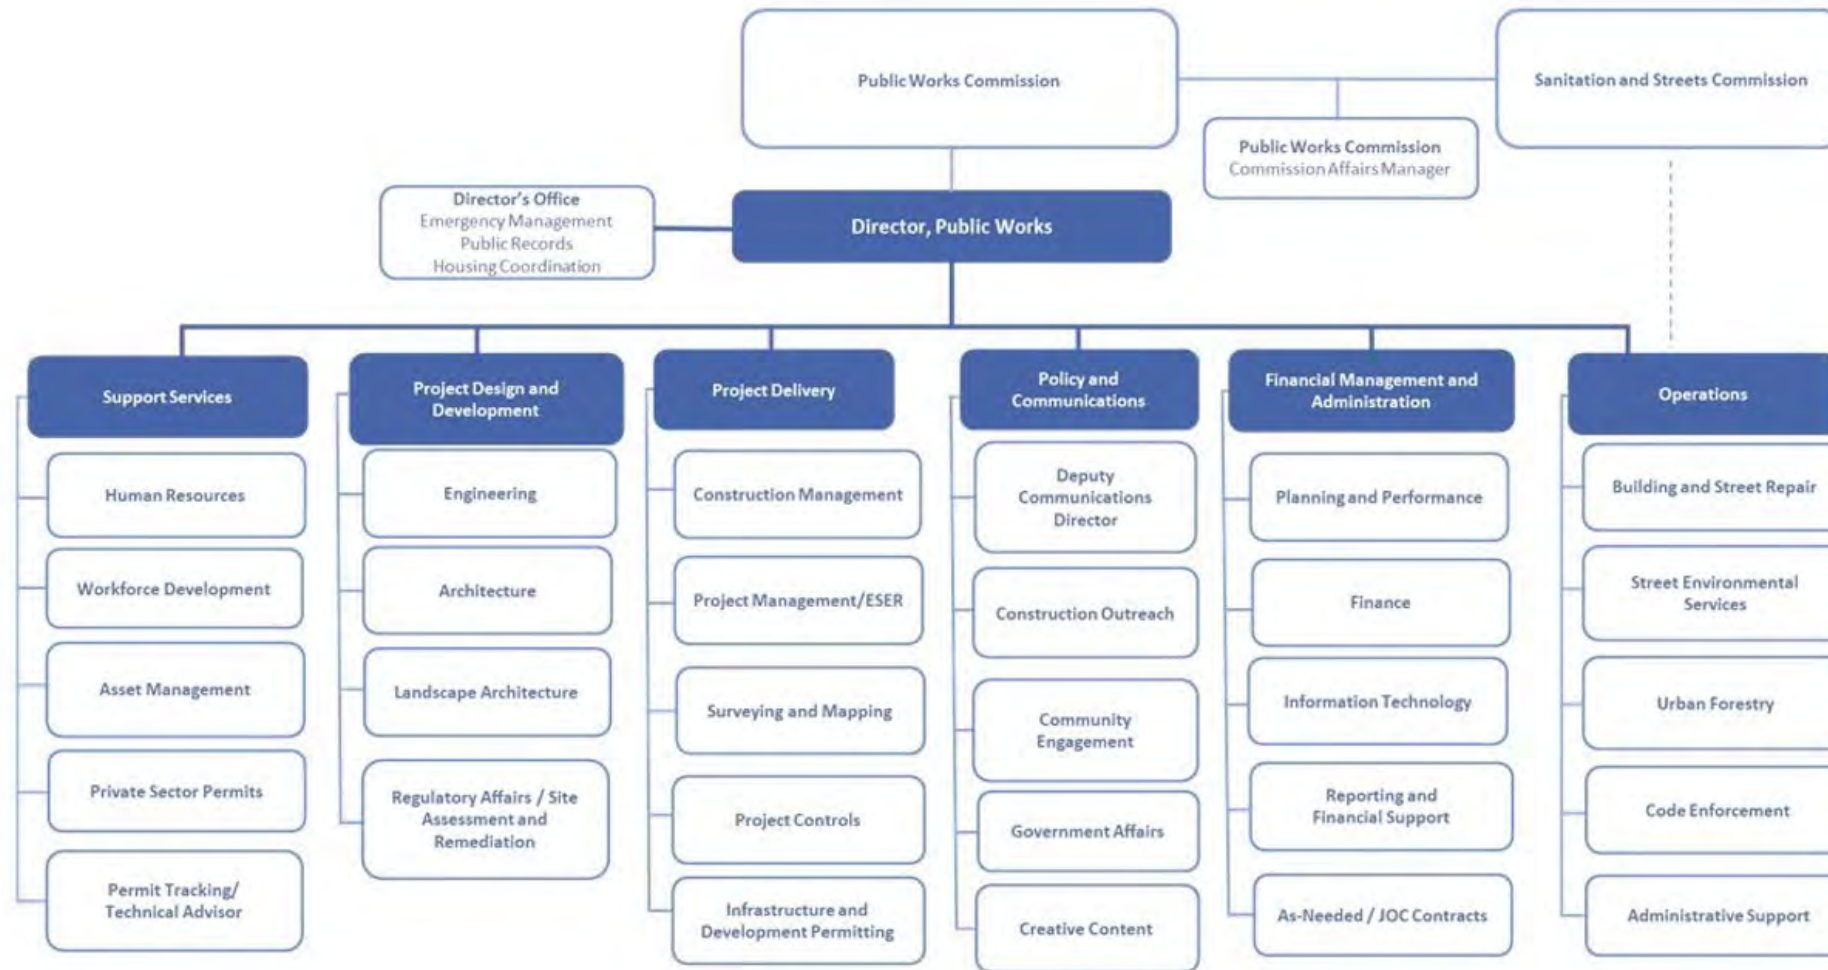 Public Works Commission
Sanitation and Streets Commission
Public Works Commission
Commission Affairs Manager
Director's Office
Emergency Management
Public Records
Housing Coordination
Director, Public Works
Support Services
Human Resources
Workforce Development
Asset Management
Private Sector Permits
Permit Tracking/
Technical Advisor
Project Design and
Development
Engineering
Architecture
Landscape Architecture
Regulatory Affairs / Site
Assessment and
Remediation
Project Delivery
Construction Management
Project Management/ESER
Surveying and Mapping
Project Controls
Infrastructure and
Development Permitting
Policy and
Communications
Deputy
Communications
Director
Construction Outreach
Community
Engagement
Government Affairs
Creative Content
Financial Management and
Administration
Planning and Performance
Finance
Information Technology
Reporting and
Financial Support
As-Needed / JOC Contracts
Operations
Building and Street Repair
Street Environmental
Services
Urban Forestry
Code Enforcement
Administrative Support